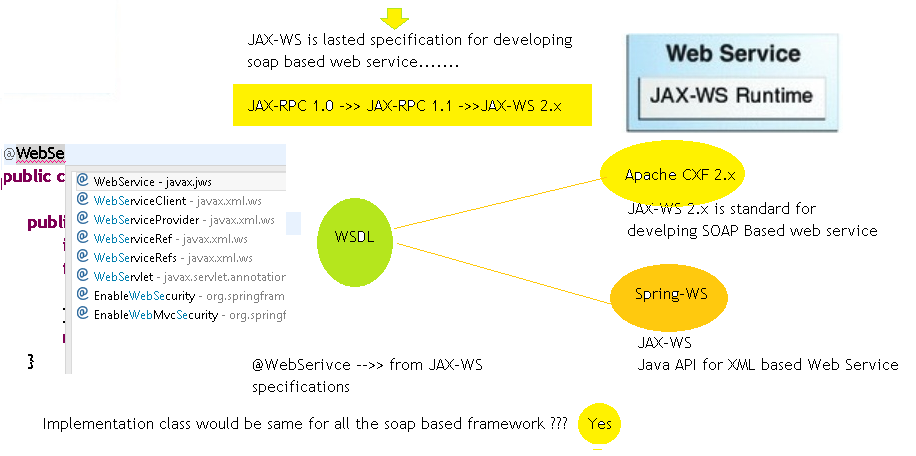 JAX-WS is lasted specification for developing
soap based web service.......
JAX-RPC 1.0 ->> JAX-RPC 1.1 ->>JAX-WS 2.x
Web Service
JAX-WS Runtime
@WebSe
public c
WebService - javax.jws
WebServiceClient - javax.xml.ws
WebServiceProvider - javax.xml.ws
WebServiceRef - javax.xml.ws
WebServiceRefs - javax.xml.ws
WebServlet - javax.servlet.annotation
EnableWebSecurity - org.springfram
EnableWebMvcSecurity - org.springf
public
}
WSDL
Apache CXF 2.x
JAX-WS 2.x is standard for
develping SOAP Based web service
Spring-WS
JAX-WS
Java API for XML based Web Service
@WebSerivce -->> from JAX-WS
specifications
Implementation class would be same for all the soap based framework ???
Yes